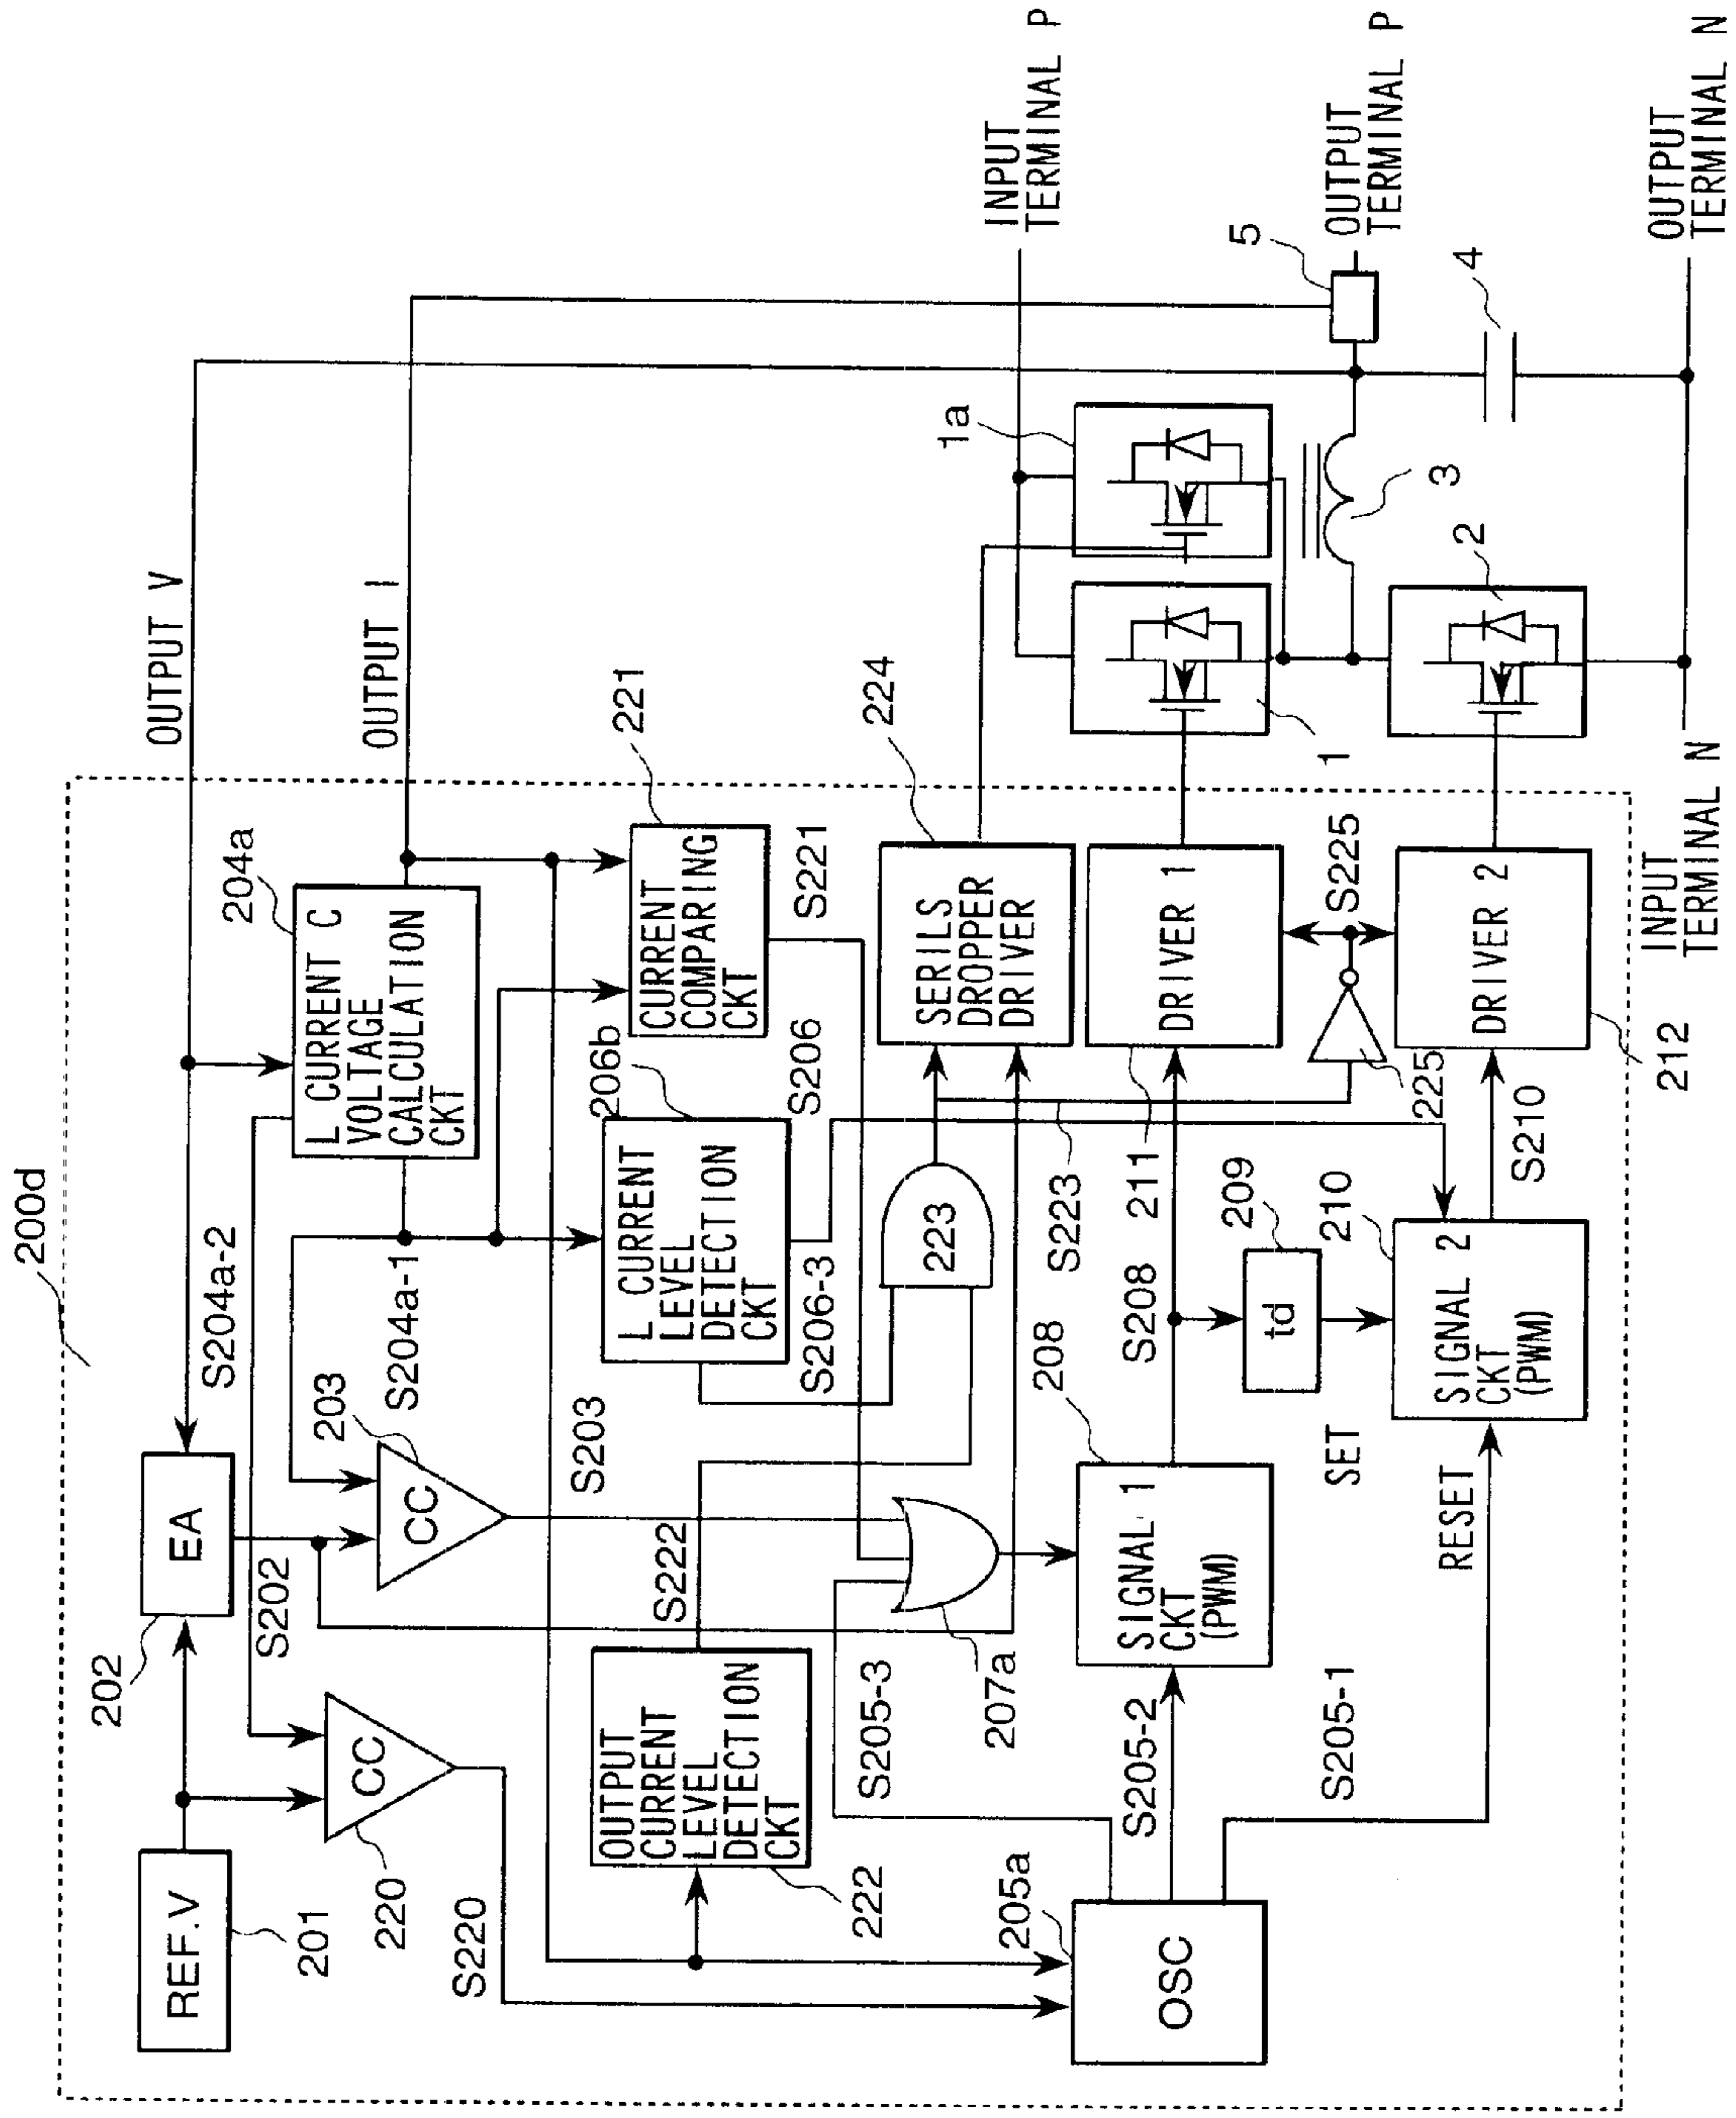 200d
OUTPUT V
OUTPUT I
REF.V
201
202
EA
S202
S204a-2
220
CC
S220
203
CC
S204a-1
S203
204a
L CURRENT C
VOLTAGE
CALCULATION
CKT
221
CURRENT
COMPARING
CKT
S221
206b
L CURRENT
LEVEL
DETECTION
CKT
S206
S206-3
OUTPUT
CURRENT
LEVEL
DETECTION
CKT
222
S222
223
S223
224
SERILS
DROPPER
DRIVER
205a
OSC
S205-3
S205-2
S205-1
207a
208
SIGNAL 1
CKT
(PWM)
S208
211
DRIVER 1
225
S225
209
td
SET
RESET
210
SIGNAL 2
CKT
(PWM)
S210
DRIVER 2
212
1a
1
2
3
4
5
INPUT
TERMINAL P
OUTPUT
TERMINAL P
OUTPUT
TERMINAL N
INPUT
TERMINAL N